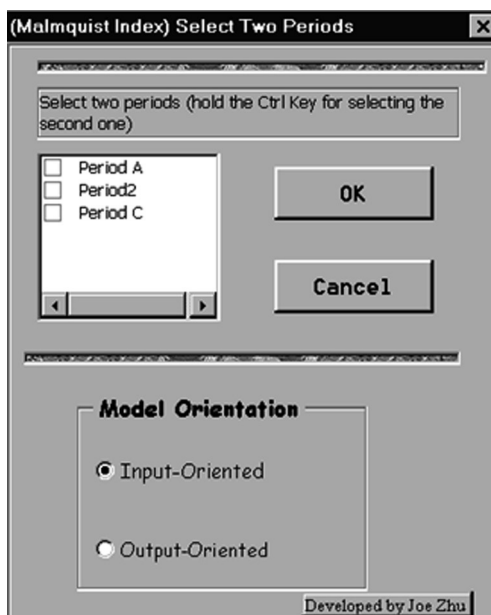 (Malmquist Index) Select Two Periods
Select two periods (hold the Ctrl Key for selecting the
second one)
Period A
Period2
Period C
OK
Cancel
Model Orientation
Input-Oriented
Output-Oriented
Developed by Joe Zhu